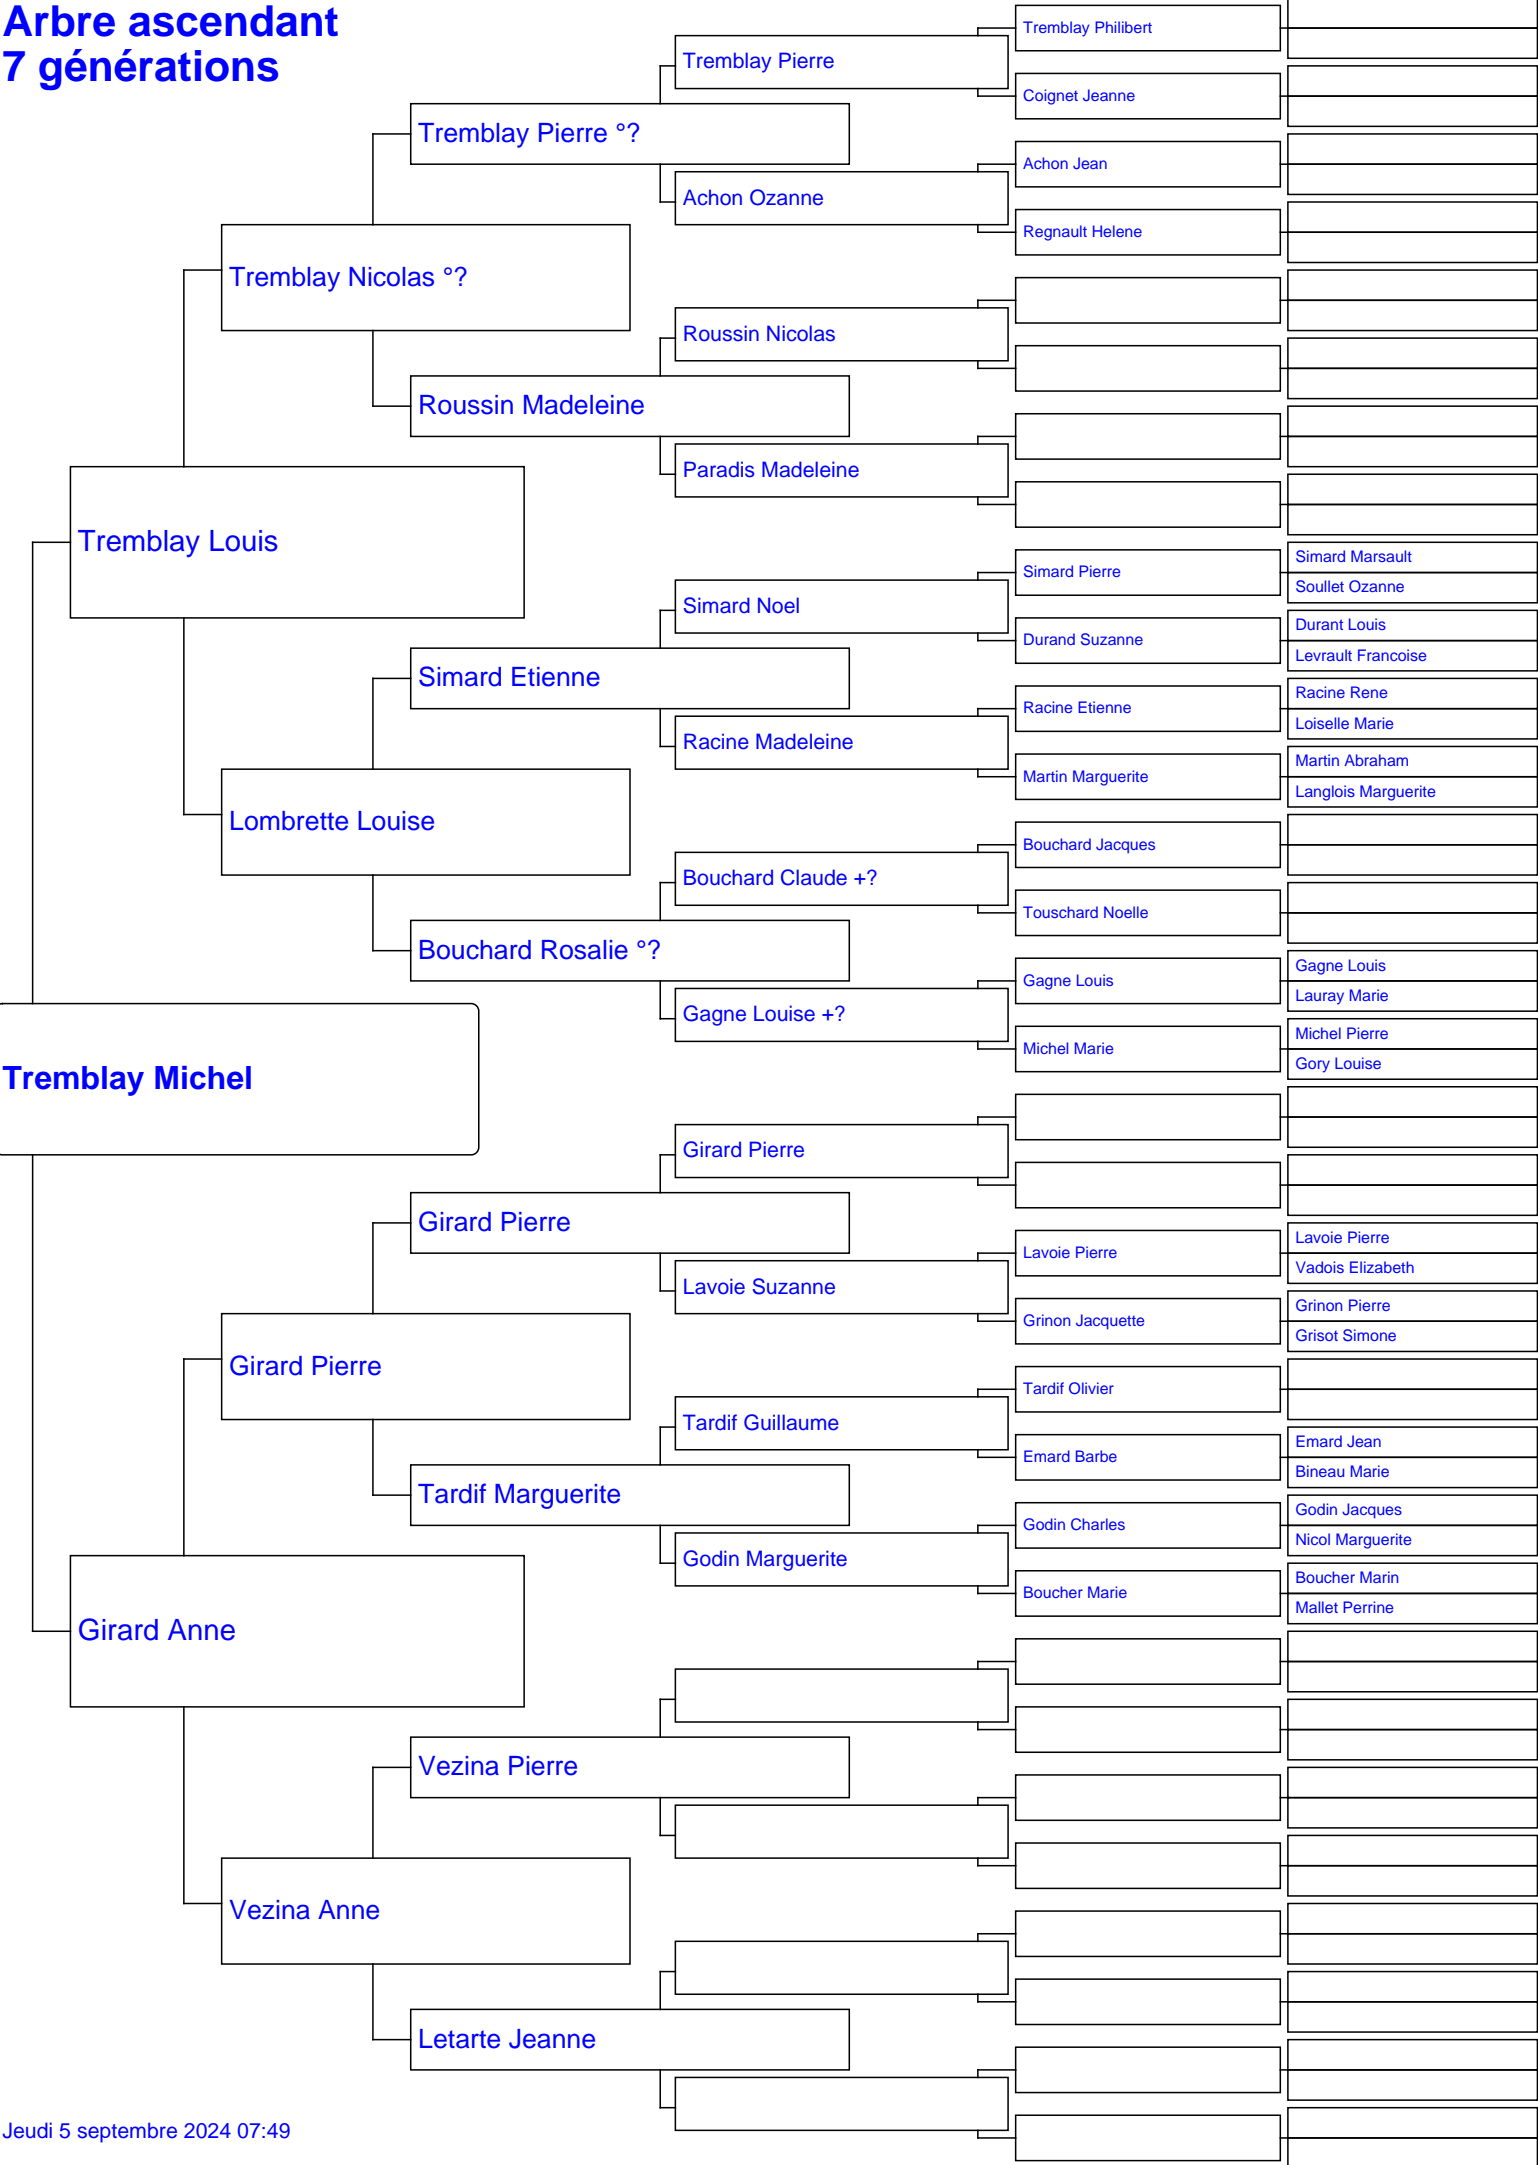 Arbre ascendant
7 générations
Tremblay Philibert
Tremblay Pierre
Coignet Jeanne
Tremblay Pierre °?
Achon Jean
Achon Ozanne
Regnault Helene
Tremblay Nicolas °?
Roussin Nicolas
Roussin Madeleine
Paradis Madeleine
Tremblay Louis
Simard Marsault
Simard Pierre
Soullet Ozanne
Simard Noel
Durant Louis
Durand Suzanne
Levrault Francoise
Simard Etienne
Racine Rene
Racine Etienne
Loiselle Marie
Racine Madeleine
Martin Abraham
Martin Marguerite
Langlois Marguerite
Lombrette Louise
Bouchard Jacques
Bouchard Claude +?
Touschard Noelle
Bouchard Rosalie °?
Gagne Louis
Gagne Louis
Lauray Marie
Gagne Louise +?
Michel Pierre
Michel Marie
Gory Louise
Tremblay Michel
Girard Pierre
Girard Pierre
Lavoie Pierre
Lavoie Pierre
Vadois Elizabeth
Lavoie Suzanne
Grinon Pierre
Grinon Jacquette
Grisot Simone
Girard Pierre
Tardif Olivier
Tardif Guillaume
Emard Jean
Emard Barbe
Bineau Marie
Tardif Marguerite
Godin Jacques
Godin Charles
Nicol Marguerite
Godin Marguerite
Boucher Marin
Boucher Marie
Mallet Perrine
Girard Anne
Vezina Pierre
Vezina Anne
Letarte Jeanne
Jeudi 5 septembre 2024 07:49